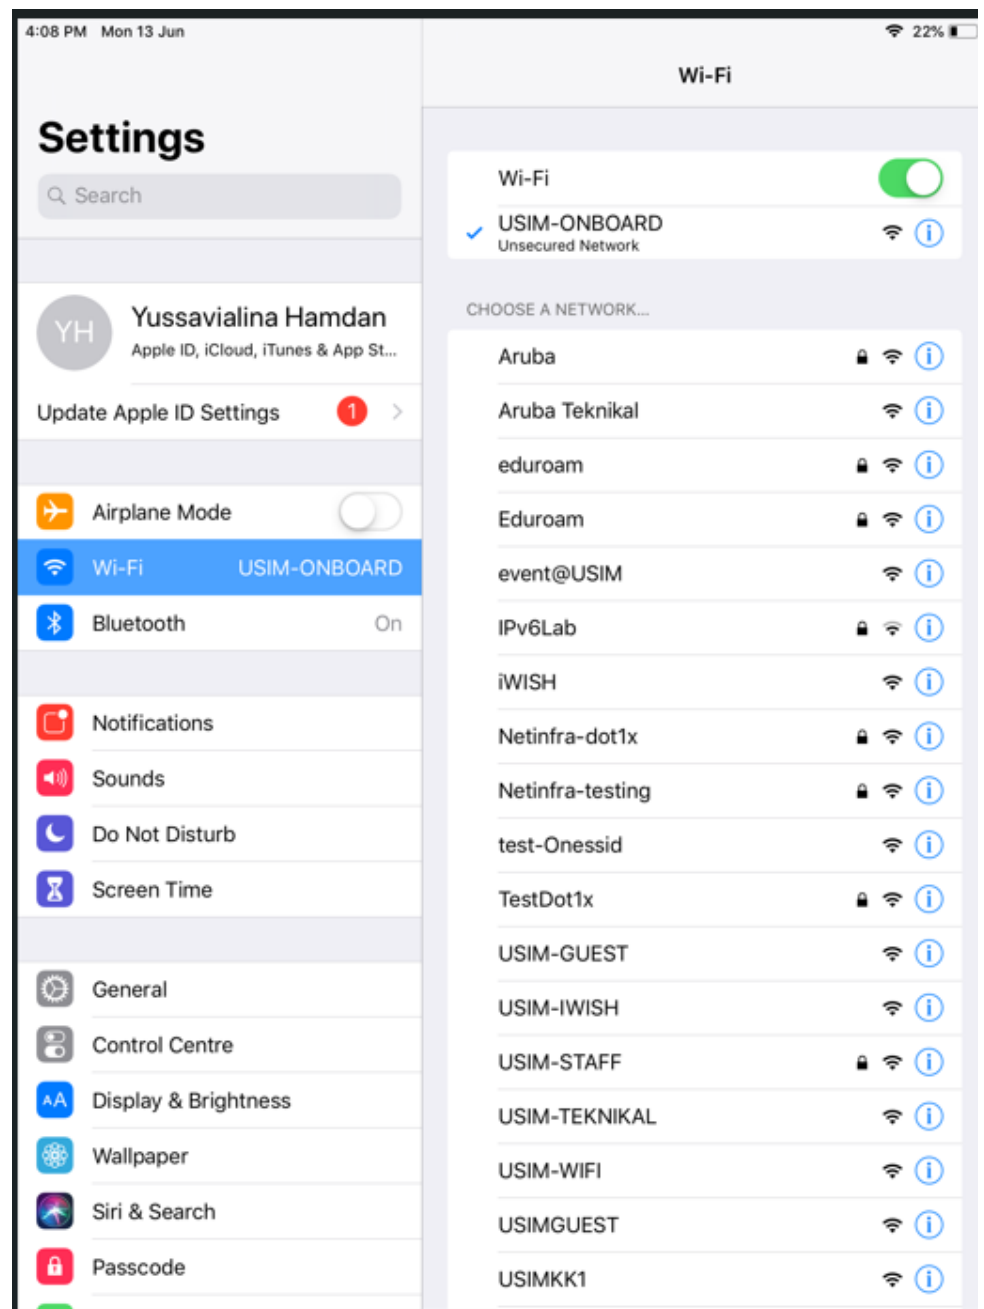 4:08 PM Mon 13 Jun
22%
Settings
Search
YH
Yussavialina Hamdan
Apple ID, iCloud, iTunes & App St...
Update Apple ID Settings 1
Airplane Mode
Wi-Fi USIM-ONBOARD
Bluetooth On
Notifications
Sounds
Do Not Disturb
Screen Time
General
Control Centre
AA Display & Brightness
Wallpaper
Siri & Search
Passcode
Wi-Fi
Wi-Fi
USIM-ONBOARD
Unsecured Network
CHOOSE A NETWORK...
Aruba
Aruba Teknikal
eduroam
Eduroam
event@USIM
IPv6Lab
iWISH
Netinfra-dot1x
Netinfra-testing
test-Onessid
TestDot1x
USIM-GUEST
USIM-IWISH
USIM-STAFF
USIM-TEKNIKAL
USIM-WIFI
USIMGUEST
USIMKK1